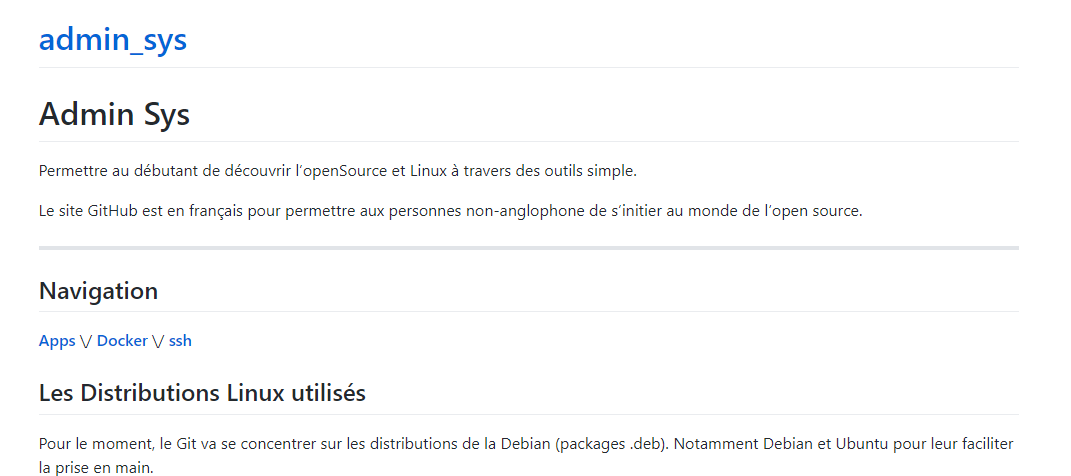 admin_sys
Admin Sys
Permettre au débutant de découvrir l’openSource et Linux à travers des outils simple.
Le site GitHub est en français pour permettre aux personnes non-anglophone de s’initier au monde de l’open source.
Navigation
Apps \/ Docker \/ ssh
Les Distributions Linux utilisés
Pour le moment, le Git va se concentrer sur les distributions de la Debian (packages .deb). Notamment Debian et Ubuntu pour leur faciliter
la prise en main.